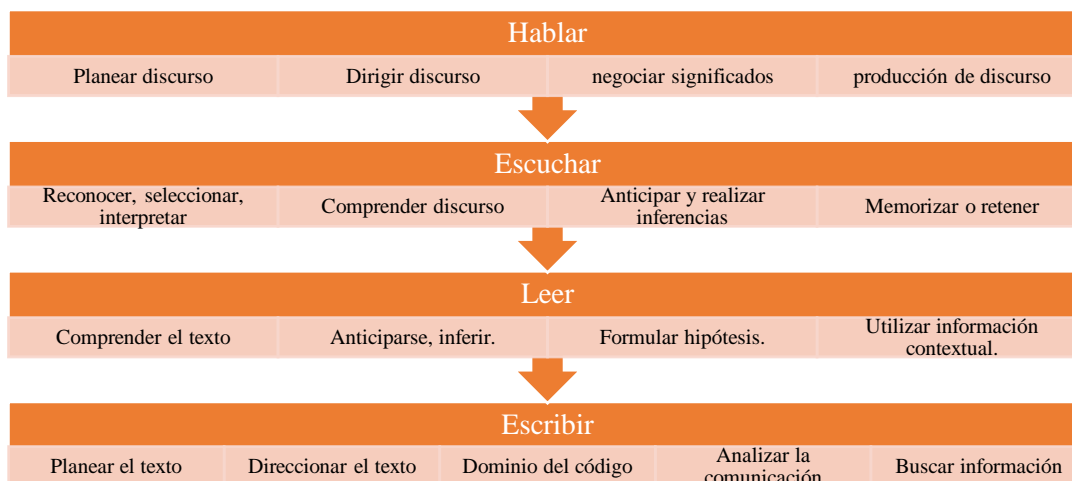 Hablar
Planear discurso
Dirigir discurso
negociar significados
producción de discurso
Escuchar
Reconocer, seleccionar,
interpretar
Comprender discurso
Anticipar y realizar
inferencias
Memorizar o retener
Leer
Comprender el texto
Anticiparse, inferir.
Formular hipótesis.
Utilizar información
contextual.
Escribir
Planear el texto
Direccionar el texto
Dominio del código
Analizar la
comunicación
Buscar información